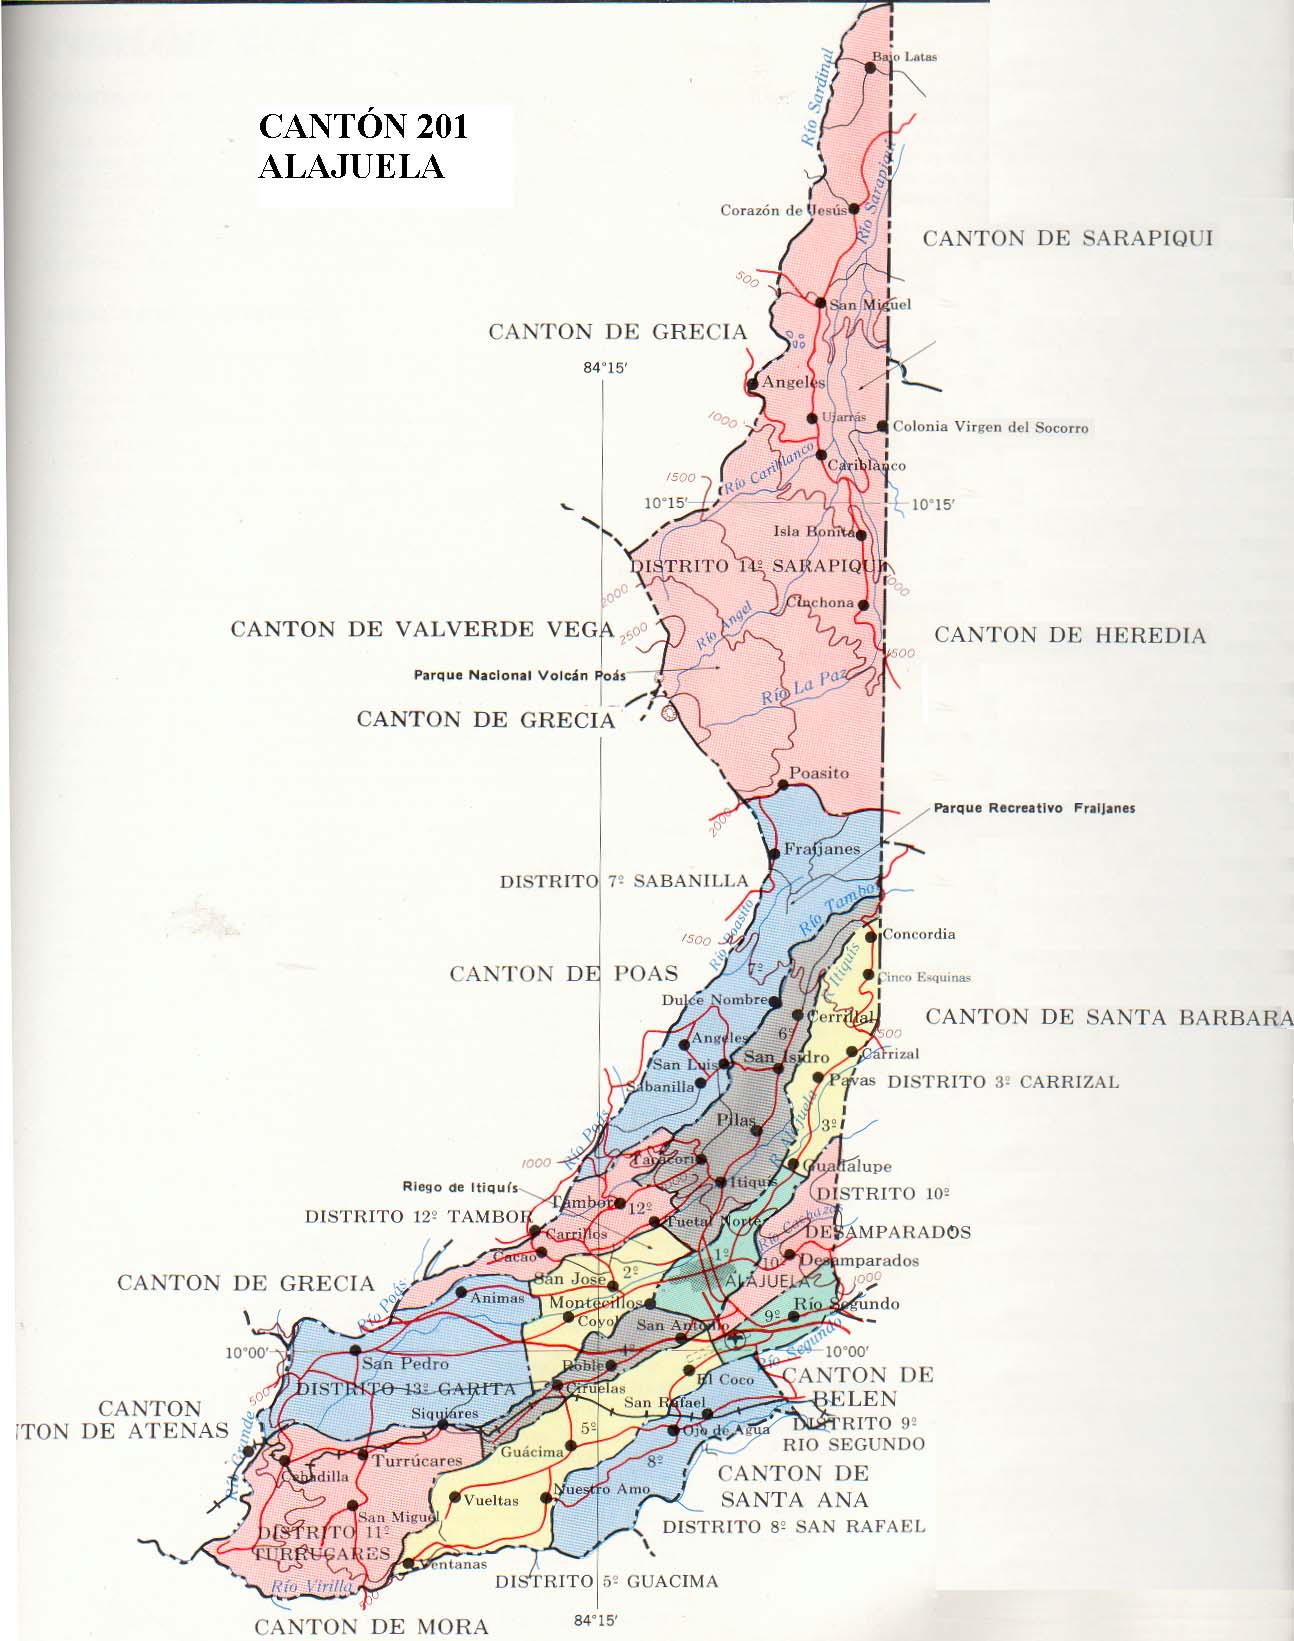 CANTÓN 201
ALAJUELA
Bajo Latas
Río Sardinal
Río Sarapiquí
Corazón de Jesús
CANTON DE SARAPIQUI
500
San Miguel
CANTON DE GRECIA
84°15'
Angeles
1000
Ujarrás
Colonia Virgen del Socorro
Río Cariblanco
Cariblanco
1500
10°15'
10°15'
Isla Bonita
DISTRITO 14º SARAPIQUI
2000
1000
Cinchona
Río Angel
CANTON DE VALVERDE VEGA
2500
CANTON DE HEREDIA
1500
Parque Nacional Volcán Poás
Río La Paz
CANTON DE GRECIA
Poasito
2000
Parque Recreativo Fraijanes
Fraijanes
DISTRITO 7º SABANILLA
Río Tambor
Río Poasito
1500
Concordia
R. Itiquís
7º
CANTON DE POAS
Cinco Esquinas
Dulce Nombre
Cerrillal
CANTON DE SANTA BARBARA
6º
500
Angeles
San Luis
San Isidro
Carrizal
Sabanilla
Pavas
DISTRITO 3º CARRIZAL
Río Poás
Pilas
3º
1000
Tacacorí
Guadalupe
Riego de Itiquís
Itiquís
DISTRITO 10º
DESAMPARADOS
Tambor
12º
DISTRITO 12º TAMBOR
Tuetal Norte
Carrillos
Cacao
1º
10º
Desamparados
CANTON DE GRECIA
San José
2º
ALAJUELA
1000
Río Poás
Animas
Montecillos
Río Segundo
Coyol
9º
San Antonio
10°00'
San Pedro
Roble
4º
Río Segundo
10°00'
500
DISTRITO 13º GARITA
Ciruelas
El Coco
CANTON DE
BELEN
CANTON
TON DE ATENAS
Siquiares
San Rafael
DISTRITO 9º
RIO SEGUNDO
Río Grande
5º
Ojo de Agua
Guácima
8º
Cebadilla
Turrúcares
CANTON DE
SANTA ANA
Vueltas
Nuestro Amo
San Miguel
DISTRITO 11º
TURRUCARES
DISTRITO 8º SAN RAFAEL
Ventanas
Río Virilla
DISTRITO 5º GUACIMA
84°15'
CANTON DE MORA